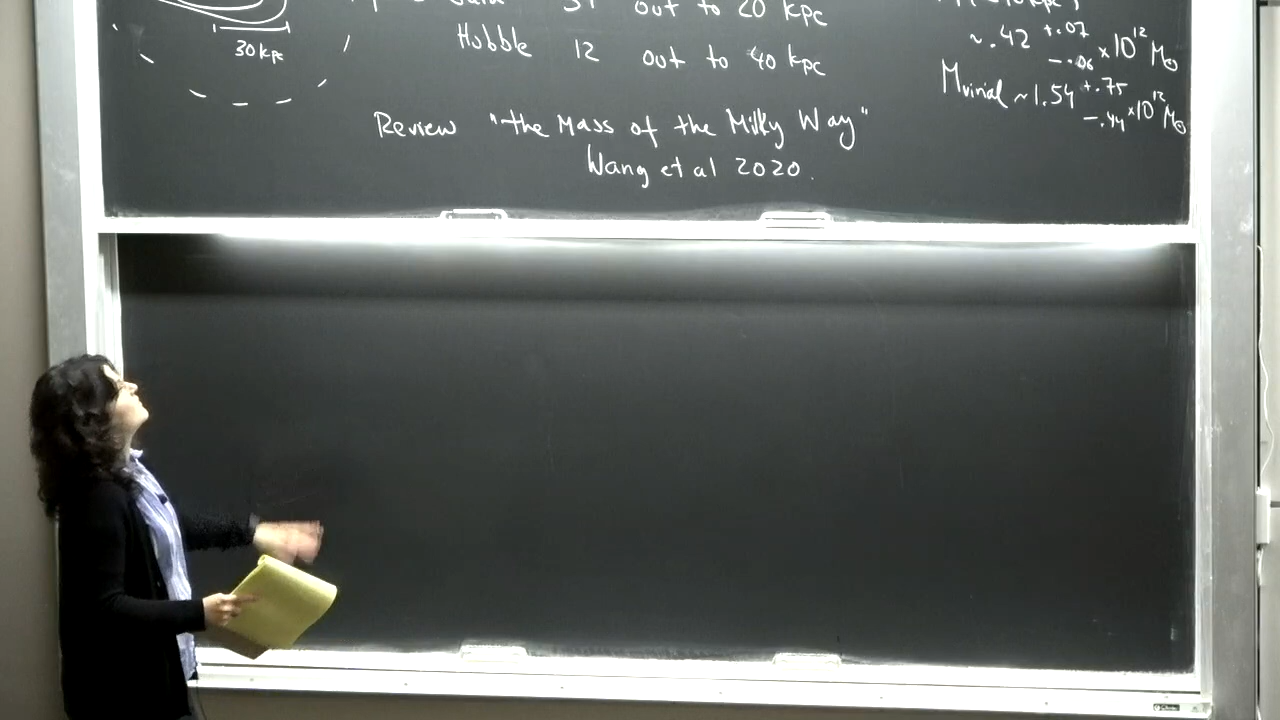 out to 20 kpc
30 kpc
Hubble 12 out to 40 kpc
~.42 +.07 -.06 ×10¹² M☉
Mvirial ~1.54 +.75 -.44 ×10¹² M☉
Review "the Mass of the Milky Way"
Wang et al 2020.